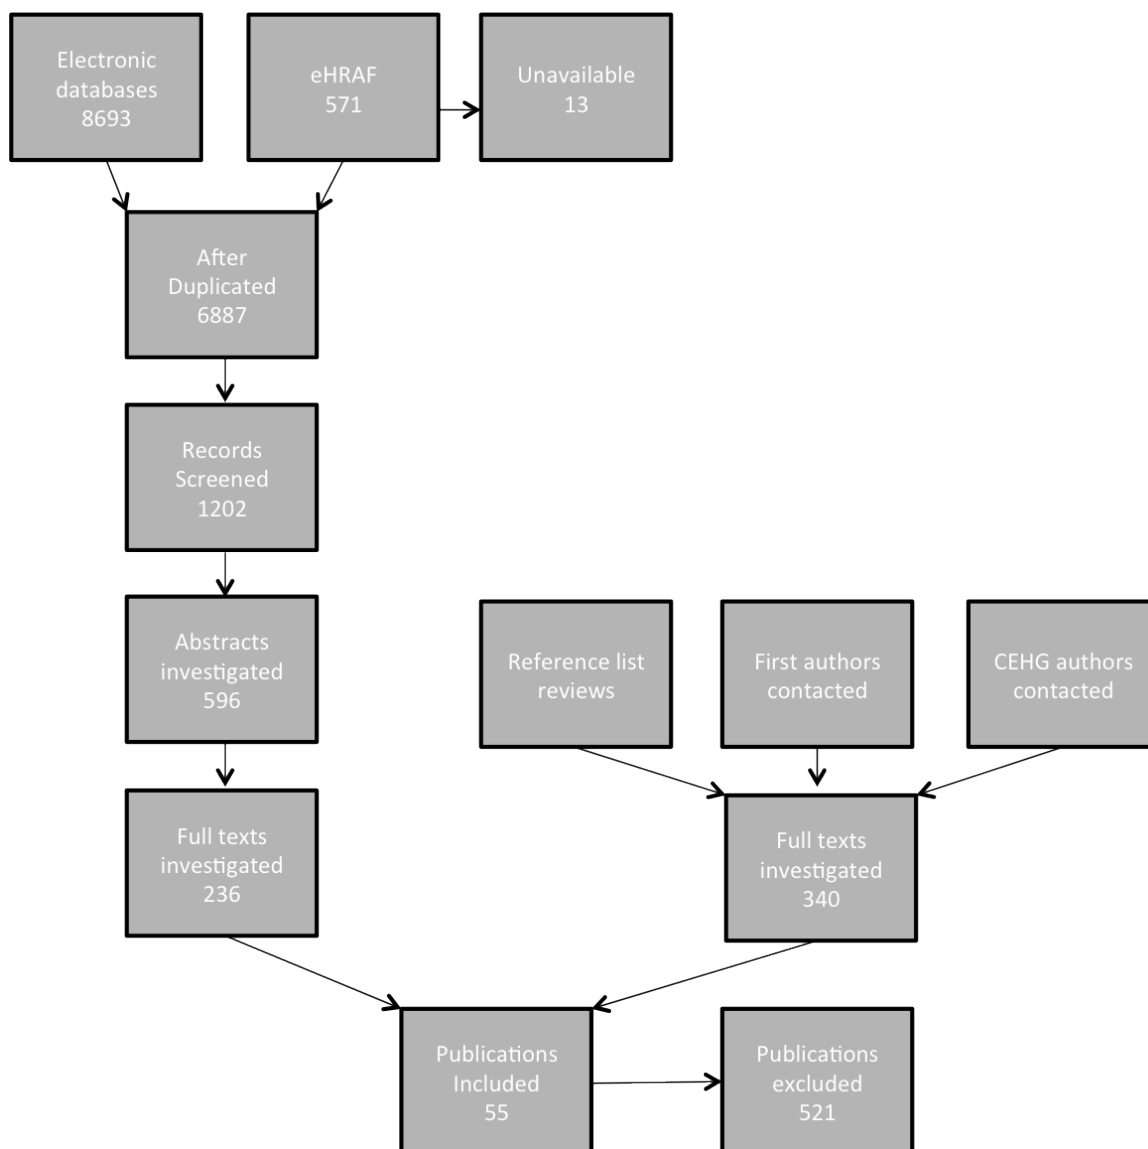 Electronic
databases
8693
eHRAF
571
Unavailable
13
After
Duplicated
6887
Records
Screened
1202
Abstracts
investigated
596
Reference list
reviews
First authors
contacted
CEHG authors
contacted
Full texts
investigated
236
Full texts
investigated
340
Publications
Included
55
Publications
excluded
521